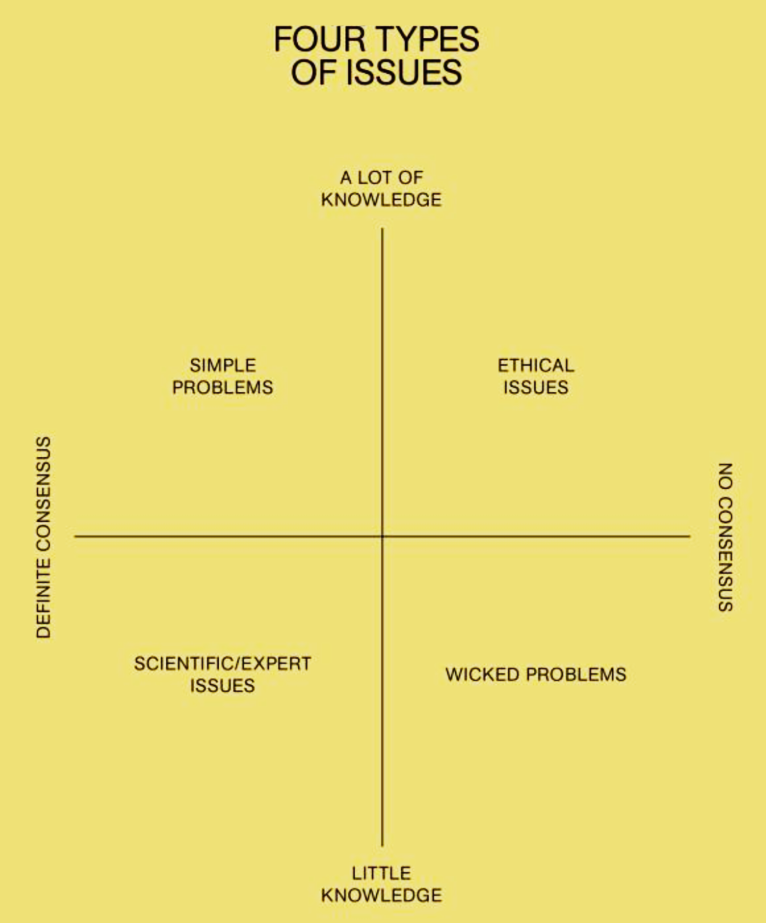 FOUR TYPES
OF ISSUES
A LOT OF
KNOWLEDGE
SIMPLE
PROBLEMS
ETHICAL
ISSUES
DEFINITE CONSENSUS
NO CONSENSUS
SCIENTIFIC/EXPERT
ISSUES
WICKED PROBLEMS
LITTLE
KNOWLEDGE